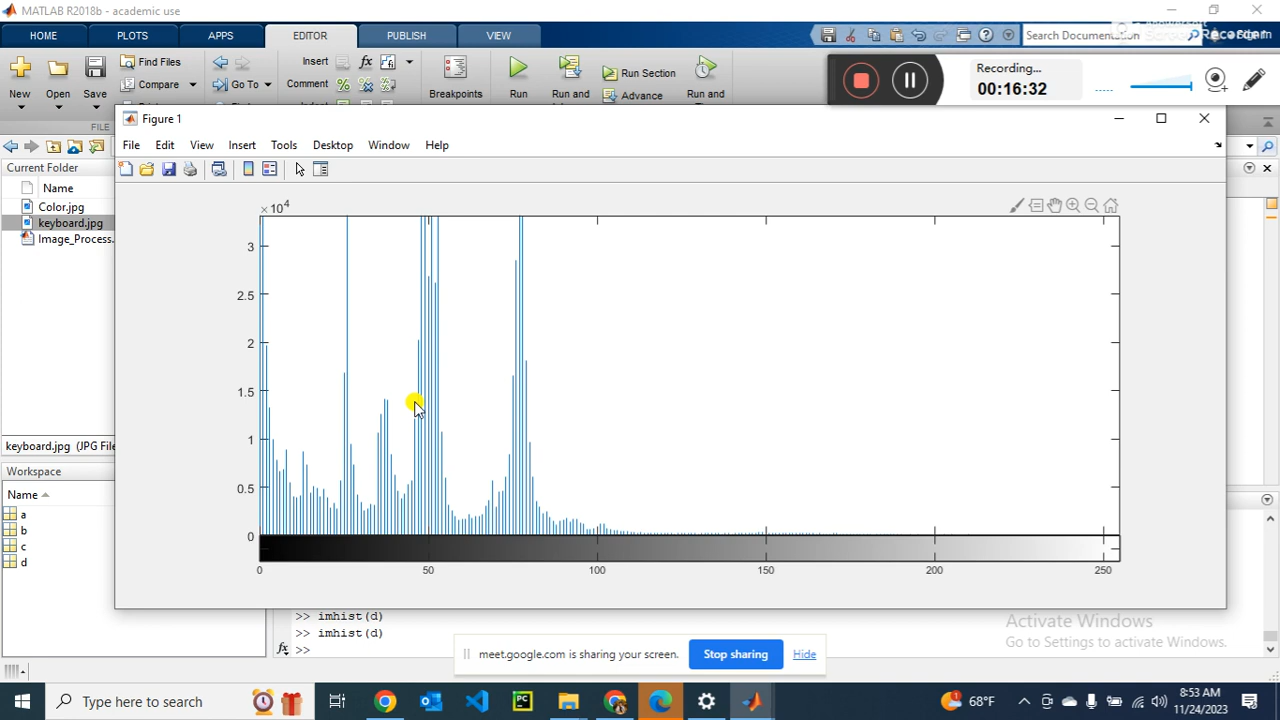 MATLAB R2018b - academic use
HOME PLOTS APPS EDITOR PUBLISH VIEW Search Documentation
Screen Recorder
New Open Save Find Files Compare Go To Insert Comment Breakpoints Run Run and Run Section Advance Run and
FILE
Recording...
00:16:32
Figure 1
File Edit View Insert Tools Desktop Window Help
Current Folder
Name
Color.jpg
keyboard.jpg
Image_Process.
keyboard.jpg (JPG File
Workspace
Name
a
b
c
d
×10^4
3
2.5
2
1.5
1
0.5
0
0 50 100 150 200 250
>> imhist(d)
>> imhist(d)
fx >>
meet.google.com is sharing your screen. Stop sharing Hide
Activate Windows
Go to Settings to activate Windows.
Type here to search
PC
68°F
8:53 AM
11/24/2023